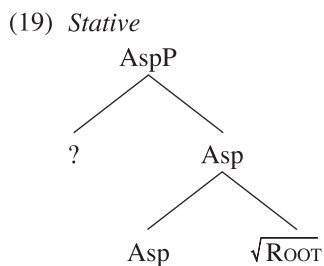 (19) Stative
AspP
? Asp
Asp √ROOT